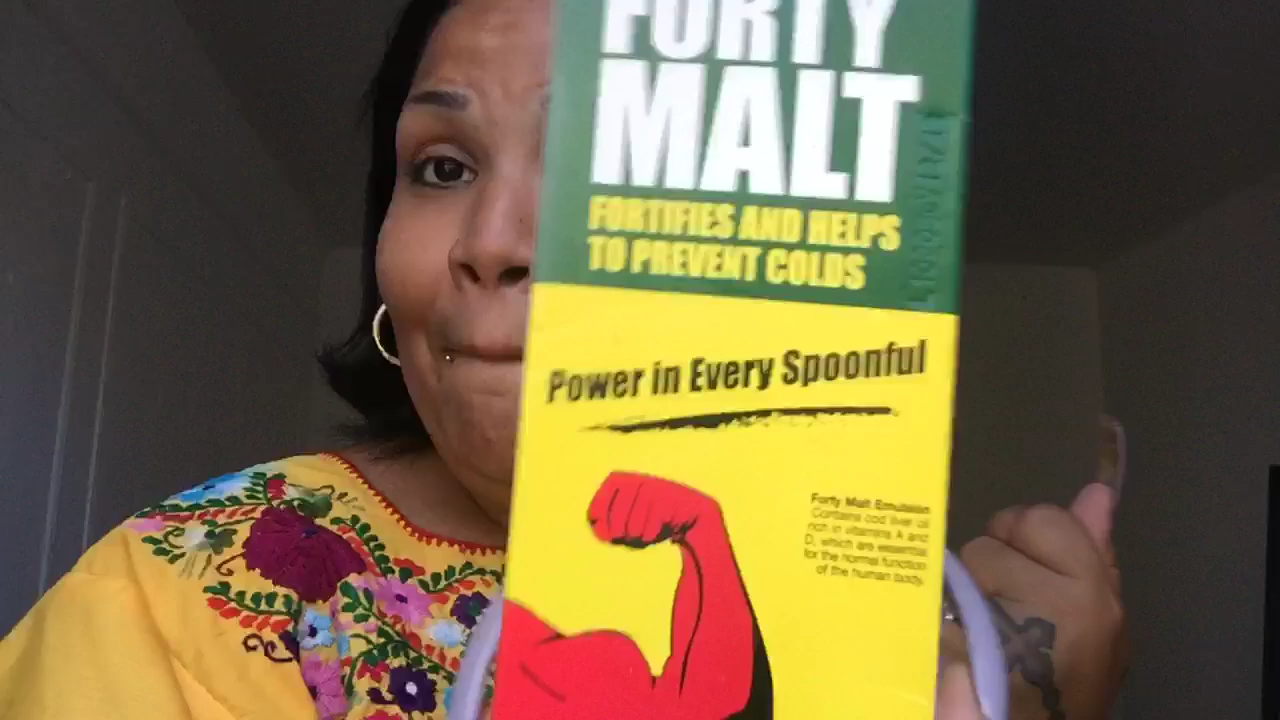 FORTY
MALT
FORTIFIES AND HELPS
TO PREVENT COLDS
Power in Every Spoonful
Forty Malt Emulsion
Contains cod liver oil
rich in vitamins A and
D, which are essential
for the normal function
of the human body.